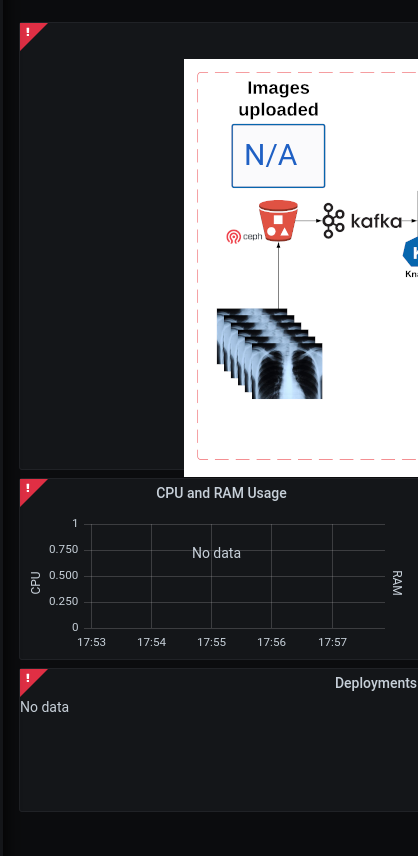 !
Images
uploaded
N/A
ceph
kafka
Kn
!
CPU and RAM Usage
1
0.750
0.500
0.250
0
CPU
No data
RAM
17:53 17:54 17:55 17:56 17:57
!
Deployments
No data